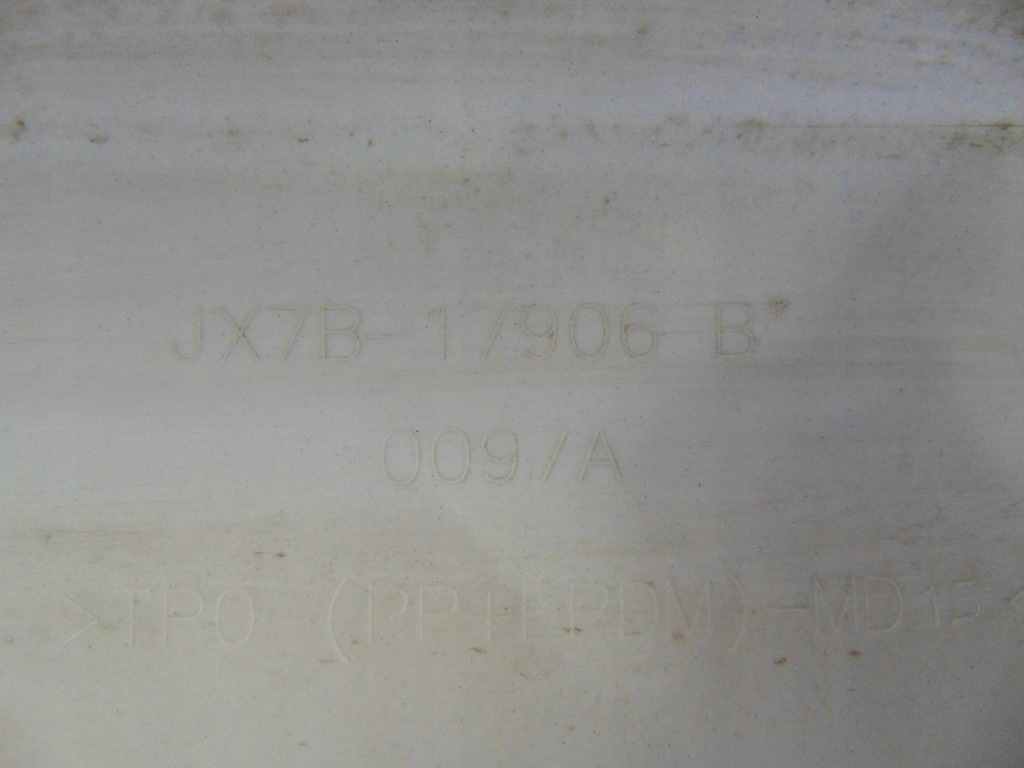 JX7B-17906-B*
0097A
>TPO (PP+EPDM)-MD15<